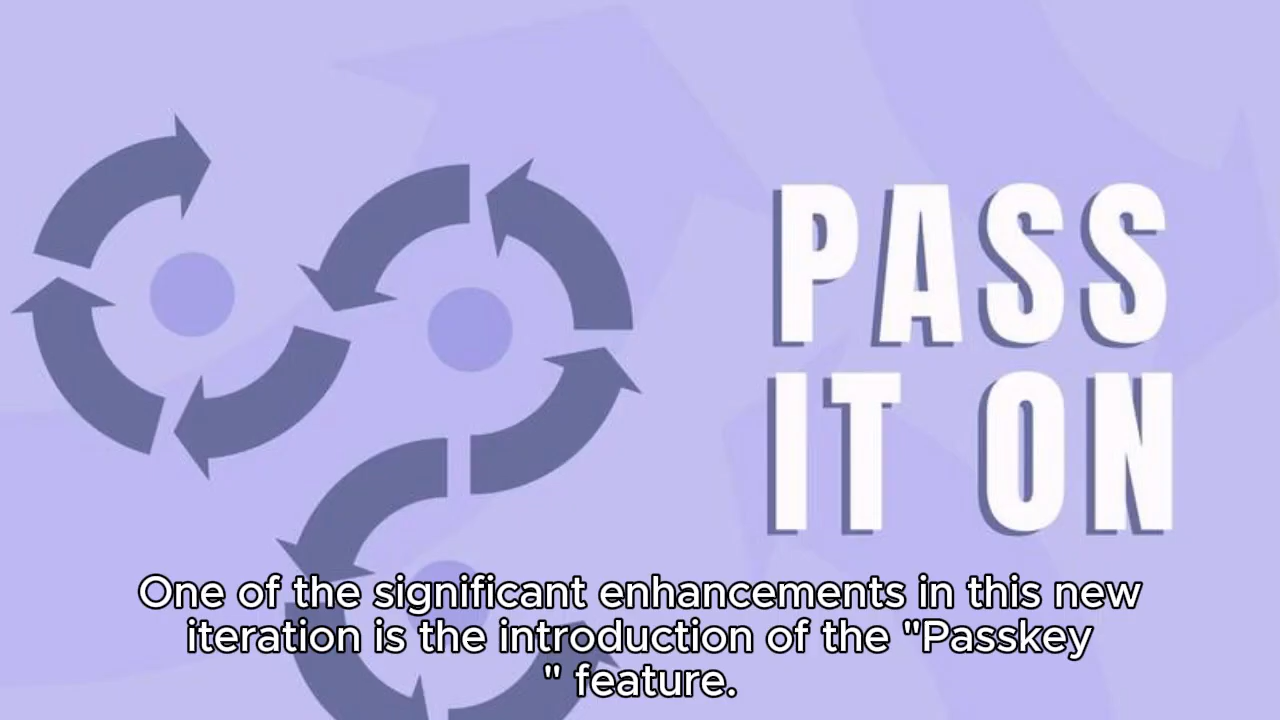 PASS
IT ON
One of the significant enhancements in this new
iteration is the introduction of the "Passkey
" feature.